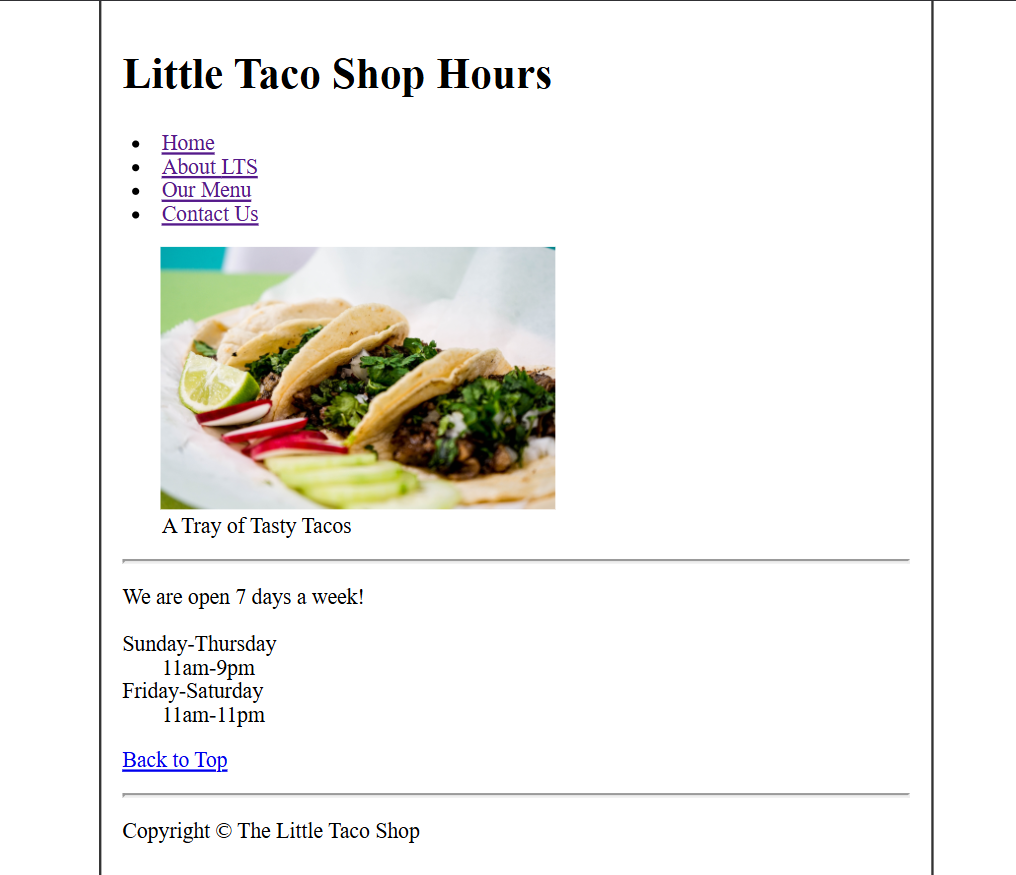 Little Taco Shop Hours
Home
About LTS
Our Menu
Contact Us
A Tray of Tasty Tacos
We are open 7 days a week!
Sunday-Thursday
11am-9pm
Friday-Saturday
11am-11pm
Back to Top
Copyright © The Little Taco Shop